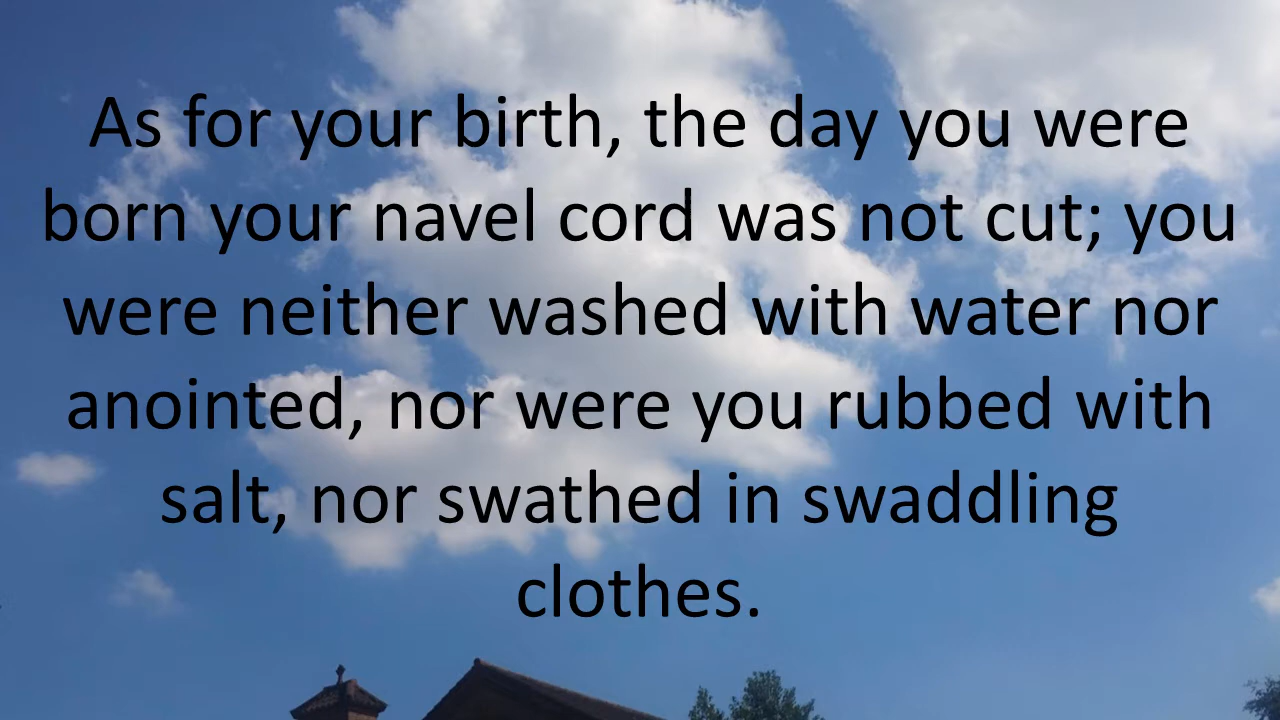 As for your birth, the day you were
born your navel cord was not cut; you
were neither washed with water nor
anointed, nor were you rubbed with
salt, nor swathed in swaddling
clothes.